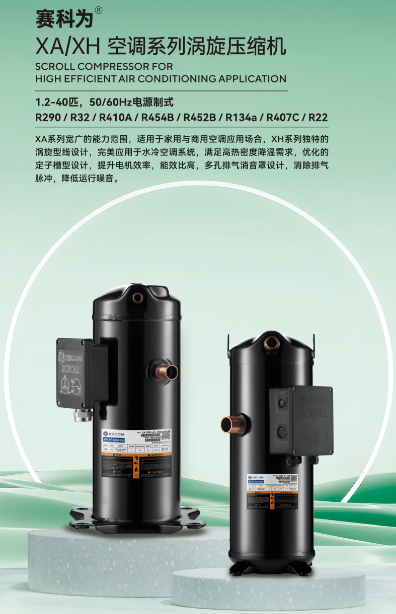 赛科为®
XA/XH 空调系列涡旋压缩机
SCROLL COMPRESSOR FOR
HIGH EFFICIENT AIR CONDITIONING APPLICATION
1.2-40匹，50/60Hz电源制式
R290 / R32 / R410A / R454B / R452B / R134a / R407C / R22
XA系列宽广的能力范围，适用于家用与商用空调应用场合，XH系列独特的
涡旋型线设计，完美应用于水冷空调系统，满足高热密度降温需求，优化的
定子槽型设计，提升电机效率，能效比高，多孔排气消音罩设计，消除排气
脉冲，降低运行噪音。
SCROLL
SCROLL